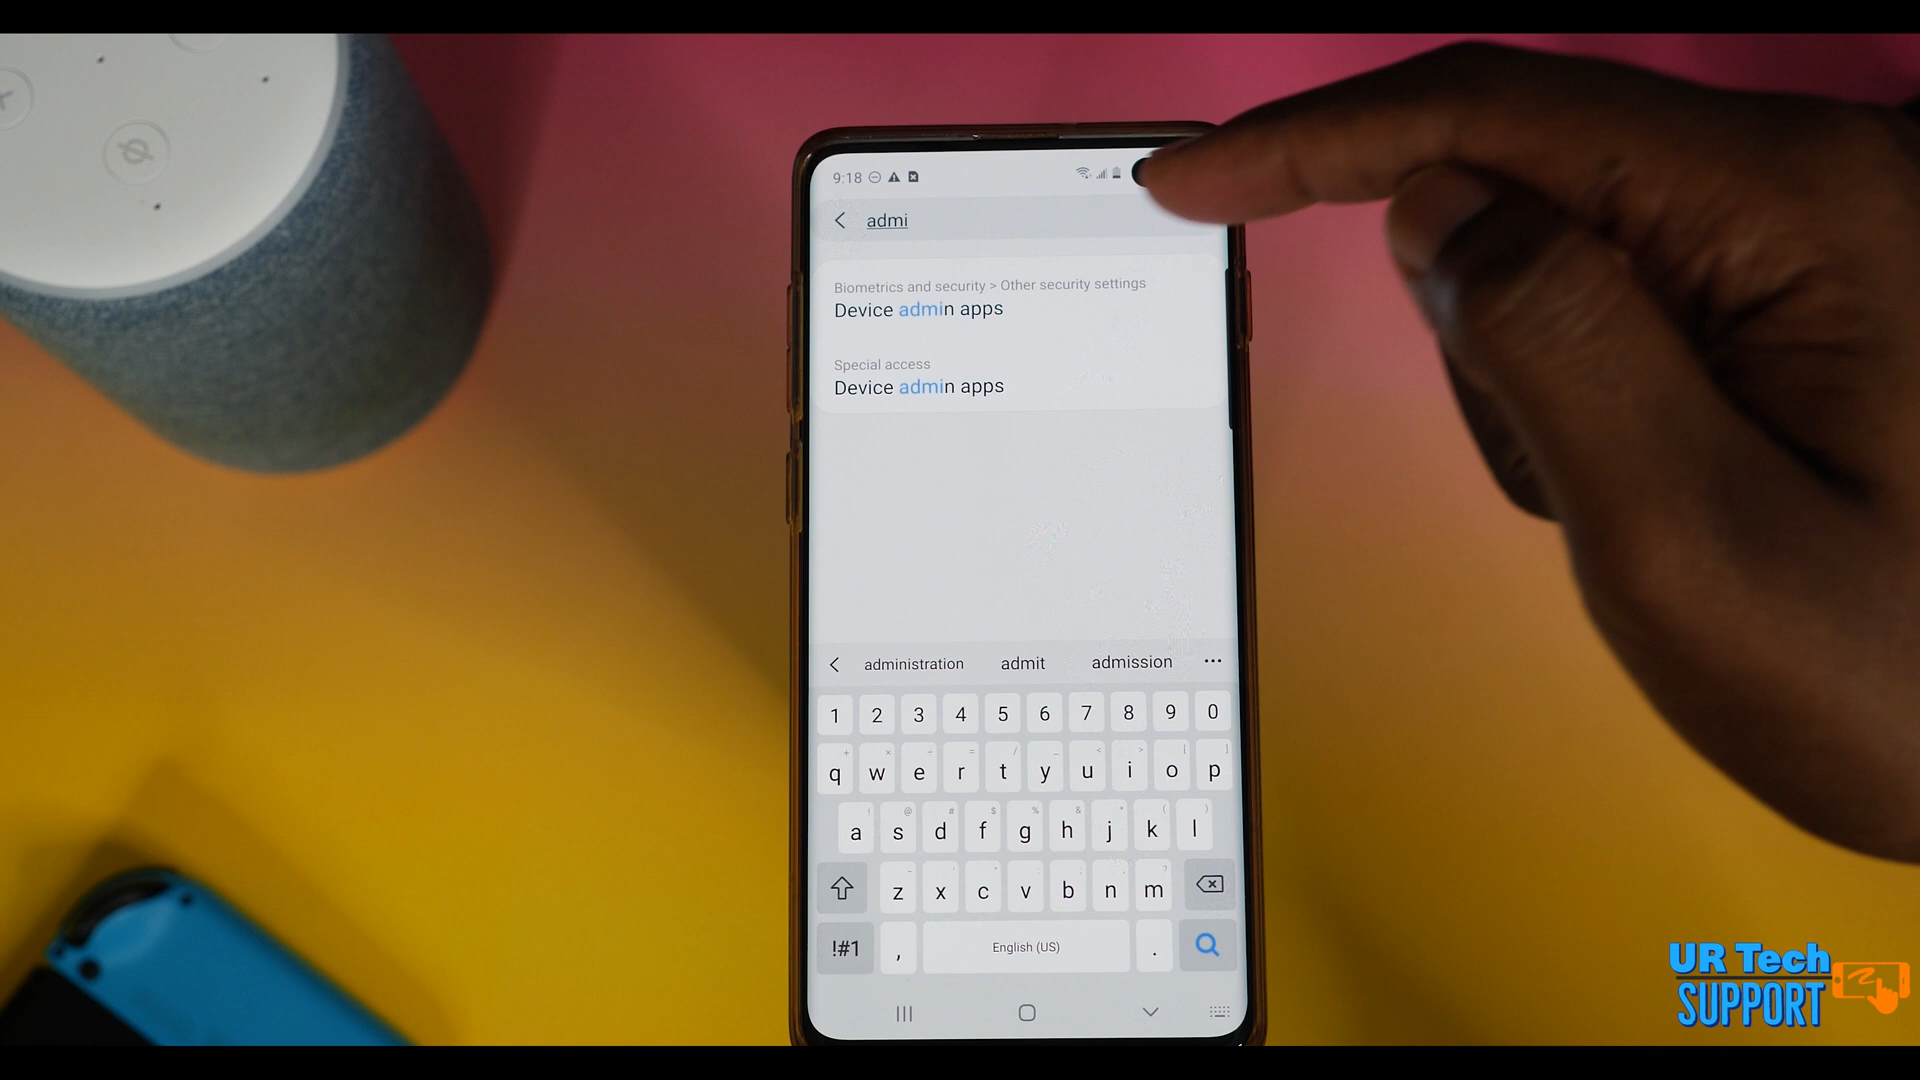 9:18
admi
Biometrics and security > Other security settings
Device admin apps
Special access
Device admin apps
administration admit admission
1 2 3 4 5 6 7 8 9 0
q w e r t y u i o p
a s d f g h j k l
z x c v b n m
!#1 , English (US) .
UR Tech
SUPPORT